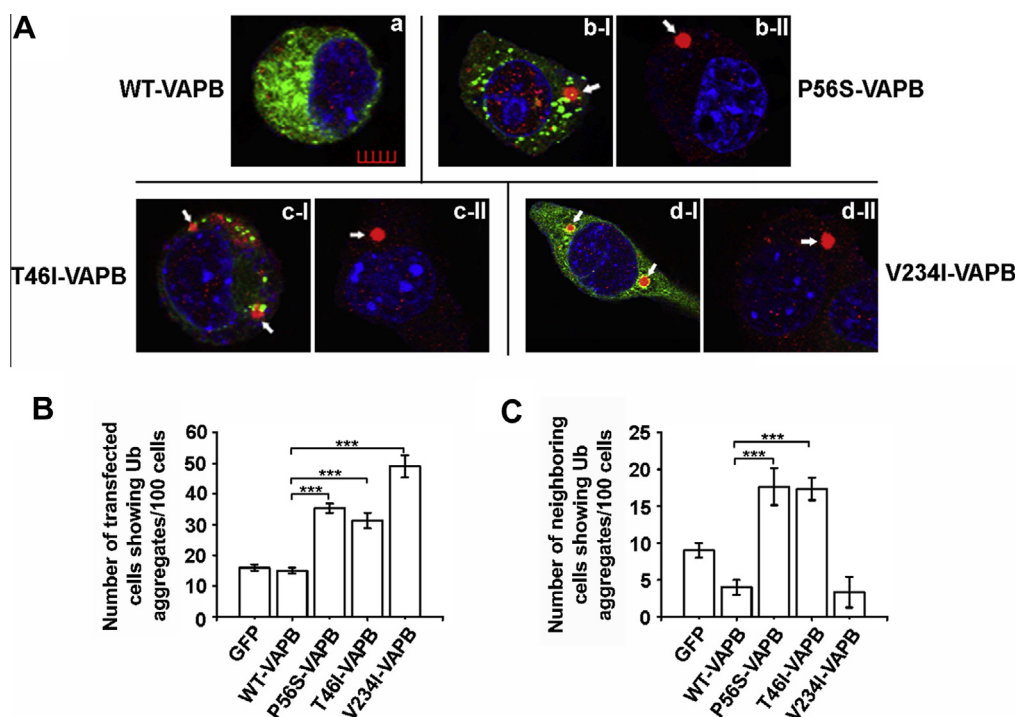 A
WT-VAPB
a
b-I
b-II
P56S-VAPB
T46I-VAPB
c-I
c-II
d-I
d-II
V234I-VAPB
B
Number of transfected
cells showing Ub
aggregates/100 cells
60
50
40
30
20
10
0
***
***
***
GFP
WT-VAPB
P56S-VAPB
T46I-VAPB
V234I-VAPB
C
Number of neighboring
cells showing Ub
aggregates/100 cells
25
20
15
10
5
0
***
***
GFP
WT-VAPB
P56S-VAPB
T46I-VAPB
V234I-VAPB